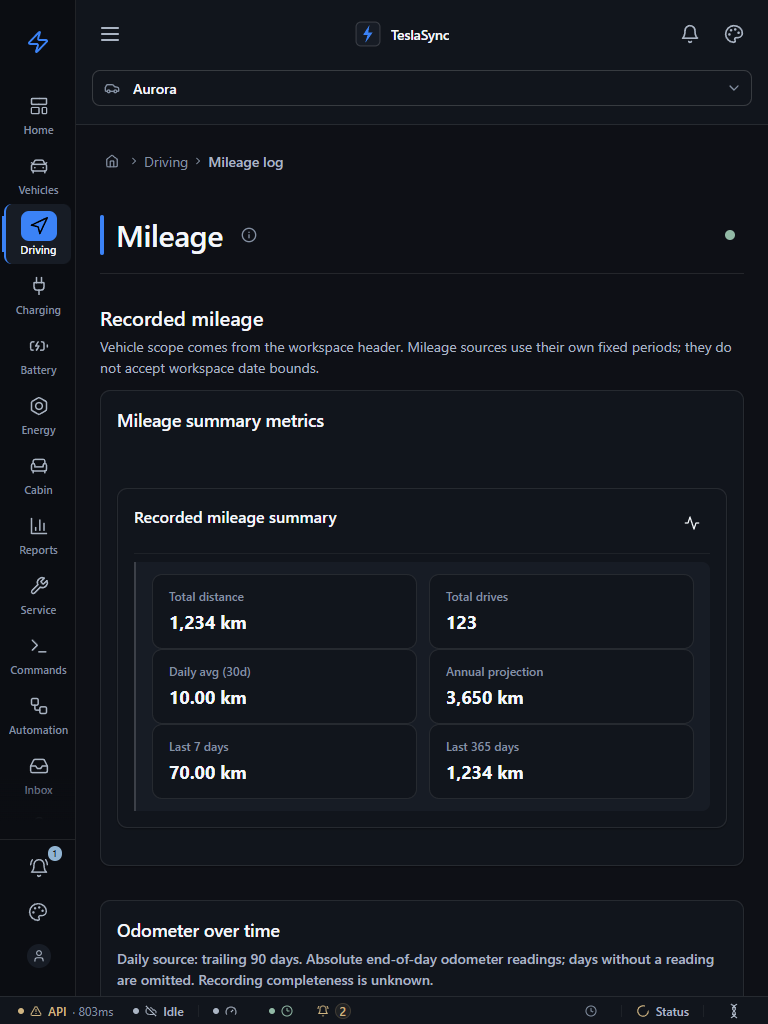 TeslaSync
Aurora
Home
Vehicles
Driving
Charging
Battery
Energy
Cabin
Reports
Service
Commands
Automation
Inbox
1
Driving
Mileage log
Mileage
Recorded mileage
Vehicle scope comes from the workspace header. Mileage sources use their own fixed periods; they do
not accept workspace date bounds.
Mileage summary metrics
Recorded mileage summary
Total distance
1,234 km
Total drives
123
Daily avg (30d)
10.00 km
Annual projection
3,650 km
Last 7 days
70.00 km
Last 365 days
1,234 km
Odometer over time
Daily source: trailing 90 days. Absolute end-of-day odometer readings; days without a reading
are omitted. Recording completeness is unknown.
API · 803ms
Idle
2
Status